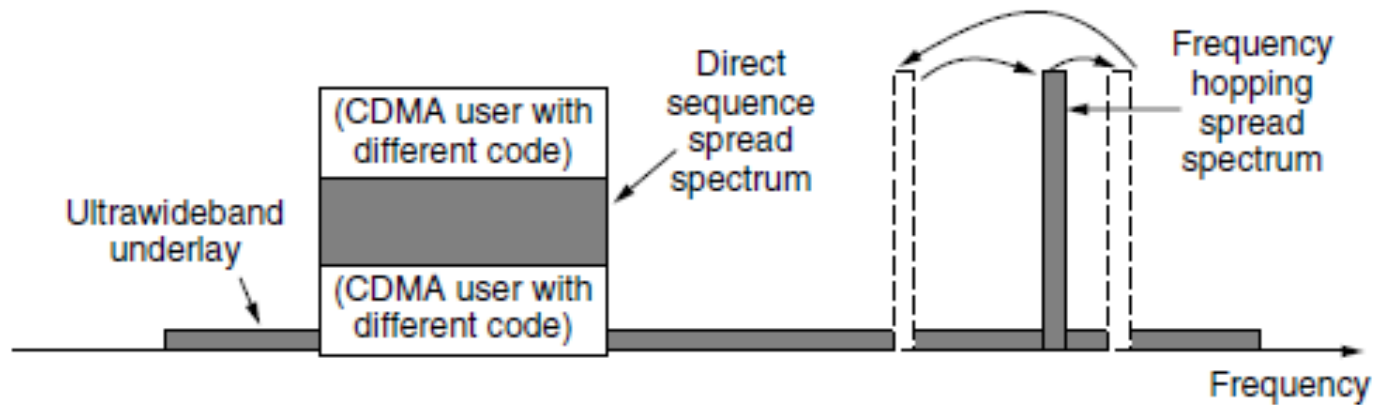 Ultrawideband
underlay
(CDMA user with
different code)
(CDMA user with
different code)
Direct
sequence
spread
spectrum
Frequency
hopping
spread
spectrum
Frequency